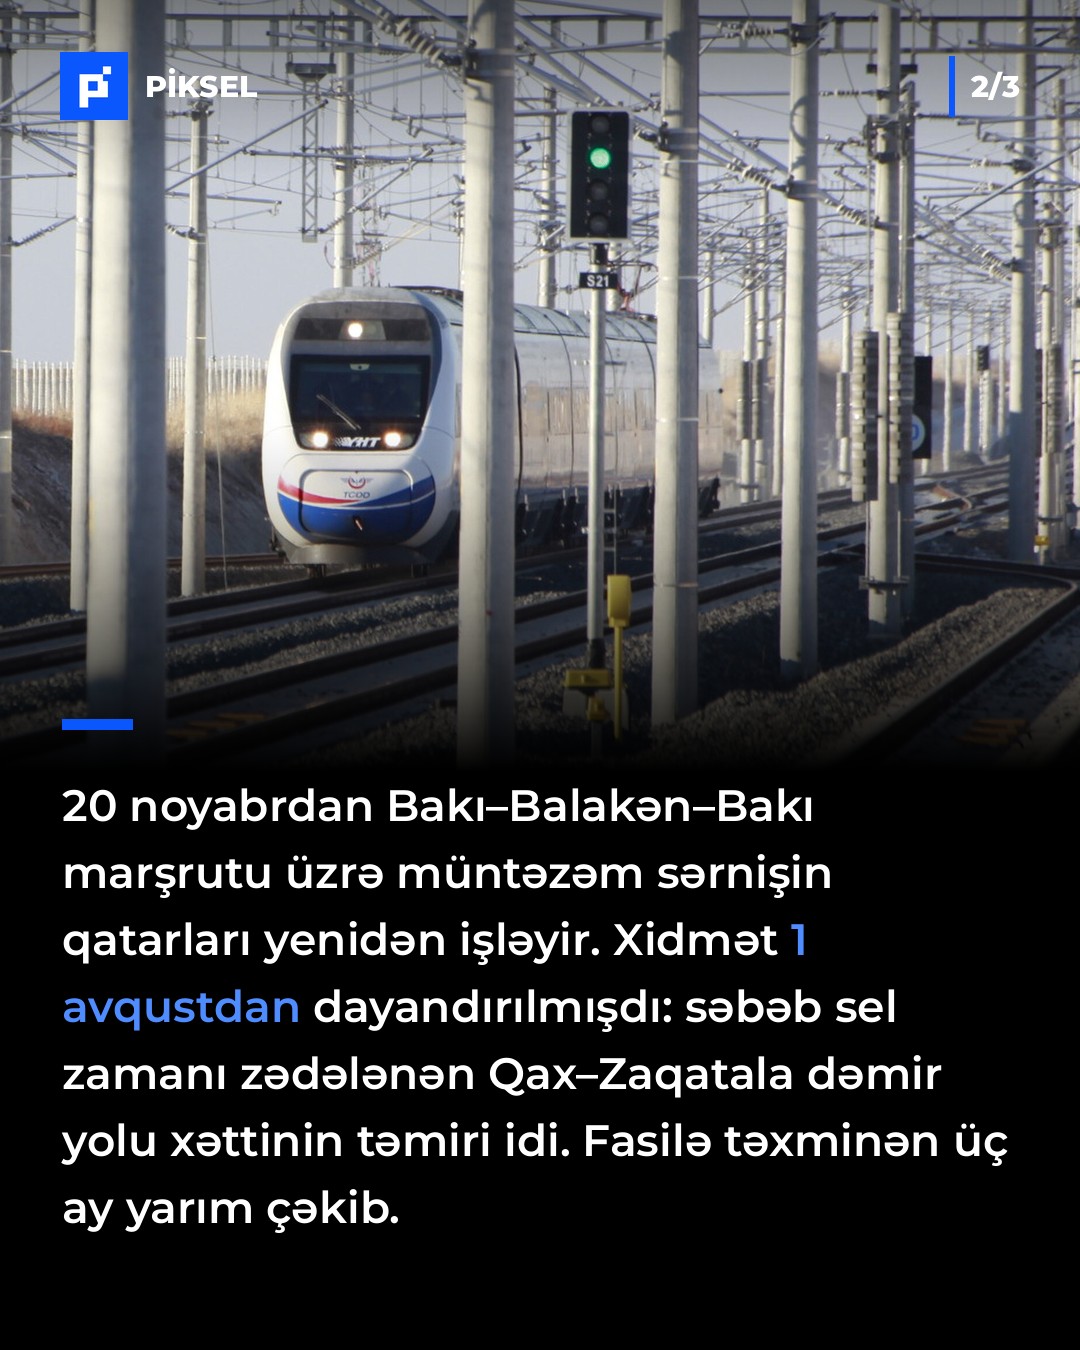 PİKSEL
2/3
S21
YHT
TCDD
20 noyabrdan Bakı–Balakən–Bakı
marşrutu üzrə müntəzəm sərnişin
qatarları yenidən işləyir. Xidmət 1
avqustdan dayandırılmışdı: səbəb sel
zamanı zədələnən Qax–Zaqatala dəmir
yolu xəttinin təmiri idi. Fasilə təxminən üç
ay yarım çəkib.